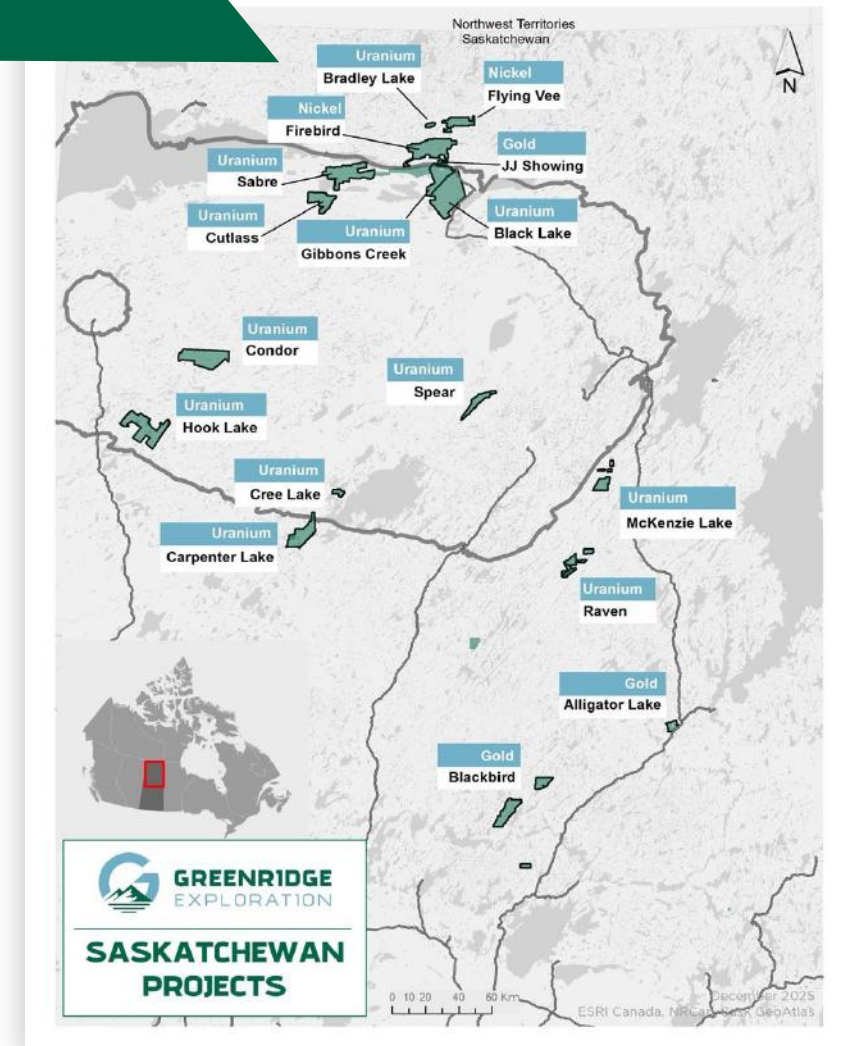 Northwest Territories
Saskatchewan
Uranium
Bradley Lake
Nickel
Flying Vee
N
Nickel
Firebird
Gold
JJ Showing
Uranium
Sabre
Uranium
Cutlass
Uranium
Gibbons Creek
Uranium
Black Lake
Uranium
Condor
Uranium
Spear
Uranium
Hook Lake
Uranium
Cree Lake
Uranium
McKenzie Lake
Uranium
Carpenter Lake
Uranium
Raven
Gold
Alligator Lake
Gold
Blackbird
GREENRIDGE
EXPLORATION
SASKATCHEWAN
PROJECTS
0 10 20 40 60 Km
December 2025
ESRI Canada, NRCan, Sask GeoAtlas